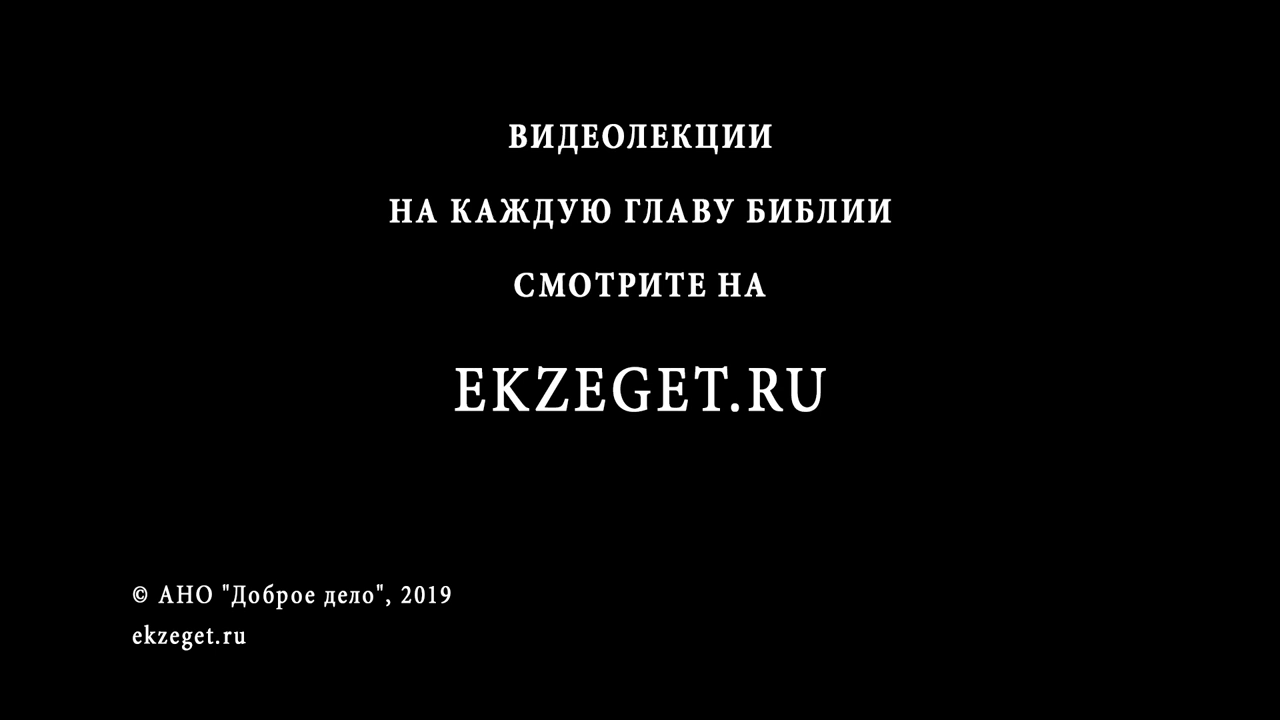 ВИДЕОЛЕКЦИИ
НА КАЖДУЮ ГЛАВУ БИБЛИИ
СМОТРИТЕ НА
EKZEGET.RU
© АНО "Доброе дело", 2019
ekzeget.ru